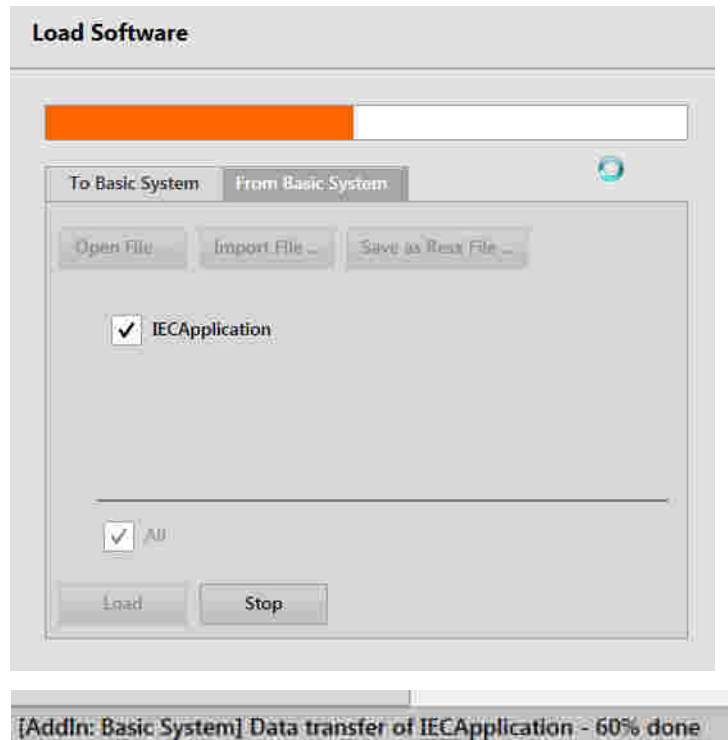 Load Software
To Basic System From Basic System
Open File ... Import File ... Save as Resx File ...
IECApplication
All
Load Stop
[AddIn: Basic System] Data transfer of IECApplication - 60% done